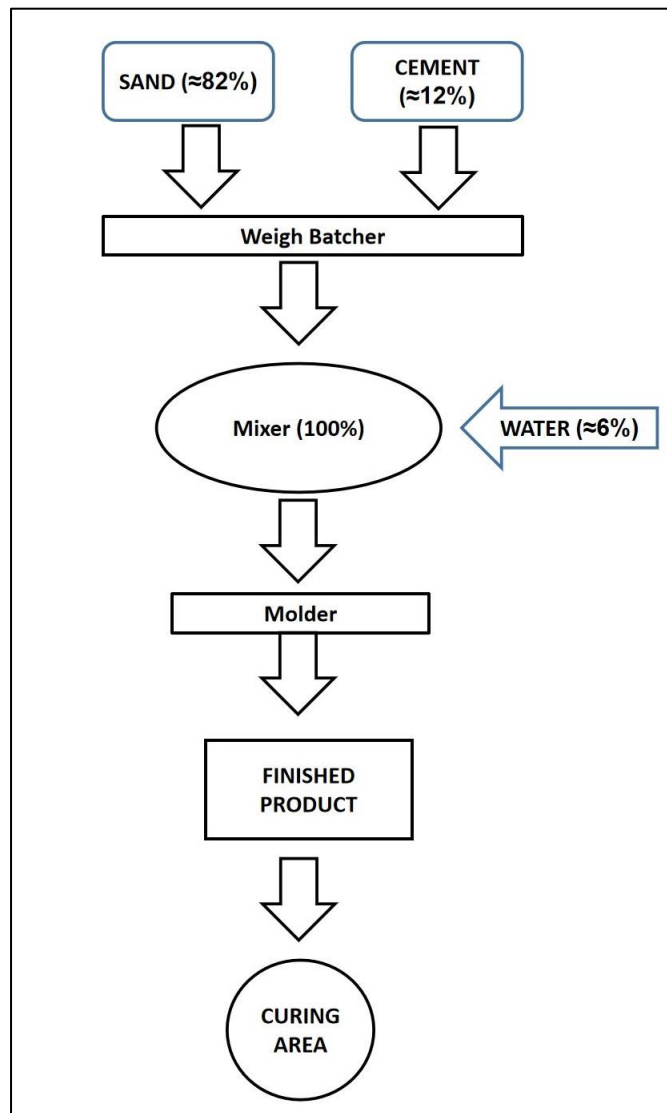 SAND (≈82%)
CEMENT
(≈12%)
Weigh Batcher
Mixer (100%)
WATER (≈6%)
Molder
FINISHED
PRODUCT
CURING
AREA